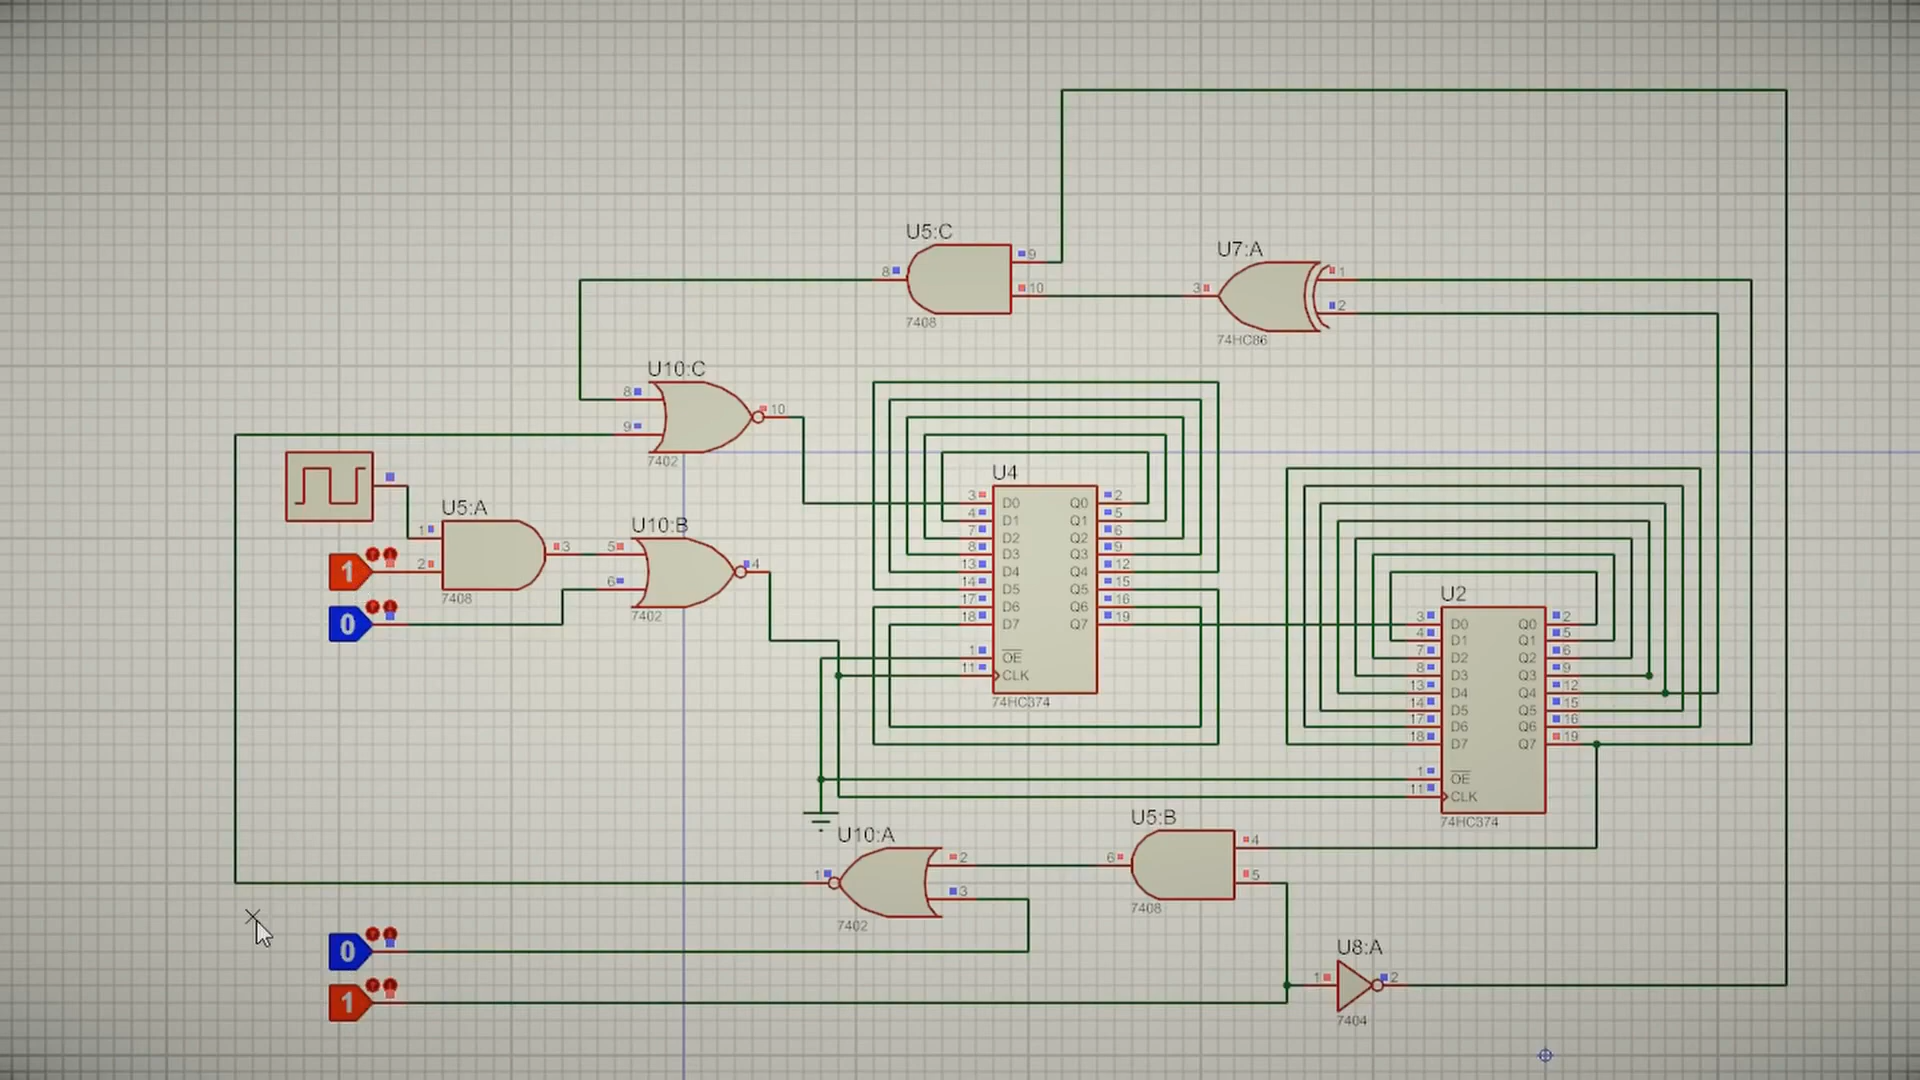 U5:C
9
8
10
7408
U7:A
1
3
2
74HC86
U10:C
8
10
9
7402
U5:A
1
3
2
7408
1
0
U10:B
5
4
6
7402
U4
3 D0 Q0 2
4 D1 Q1 5
7 D2 Q2 6
8 D3 Q3 9
13 D4 Q4 12
14 D5 Q5 15
17 D6 Q6 16
18 D7 Q7 19
1 OE
11 CLK
74HC374
U2
3 D0 Q0 2
4 D1 Q1 5
7 D2 Q2 6
8 D3 Q3 9
13 D4 Q4 12
14 D5 Q5 15
17 D6 Q6 16
18 D7 Q7 19
1 OE
11 CLK
74HC374
U10:A
2
1
3
7402
U5:B
4
6
5
7408
0
1
U8:A
1 2
7404